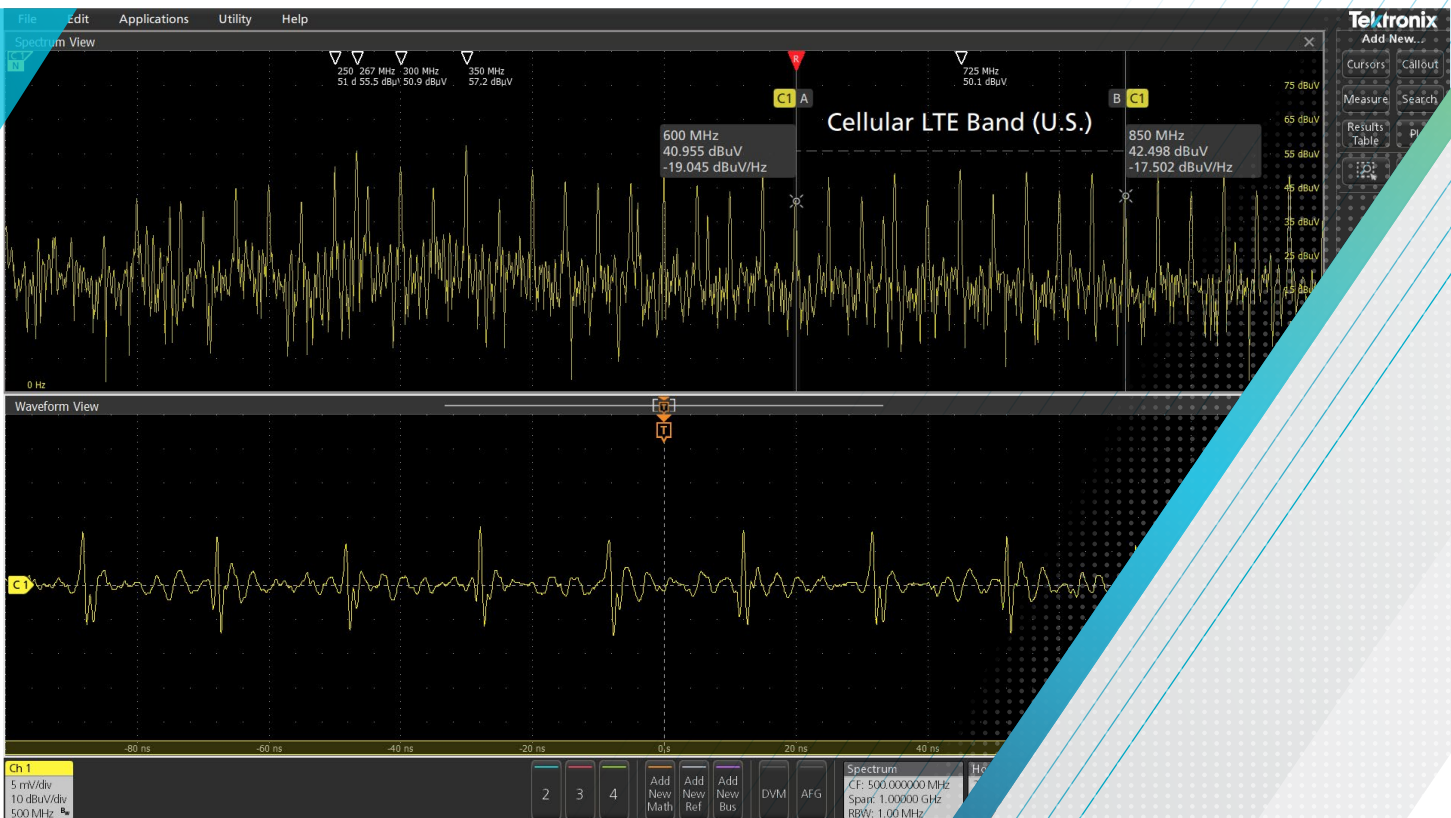 File Edit Applications Utility Help
Tektronix
Add New...
Spectrum View
C1
N
250
51 d
267 MHz
55.5 dBµV
300 MHz
50.9 dBµV
350 MHz
57.2 dBµV
R
725 MHz
50.1 dBµV
Cursors Callout
Measure Search
Results
Table
C1 A
B C1
Cellular LTE Band (U.S.)
600 MHz
40.955 dBuV
-19.045 dBuV/Hz
850 MHz
42.498 dBuV
-17.502 dBuV/Hz
75 dBuV
65 dBuV
55 dBuV
45 dBuV
35 dBuV
25 dBuV
0 Hz
Waveform View
T
T
C1
-80 ns -60 ns -40 ns -20 ns 0 s 20 ns 40 ns
Ch 1
5 mV/div
10 dBuV/div
500 MHz
2 3 4
Add
New
Math
Add
New
Ref
Add
New
Bus
DVM AFG
Spectrum
CF: 500.000000 MHz
Span: 1.00000 GHz
RBW: 1.00 MHz